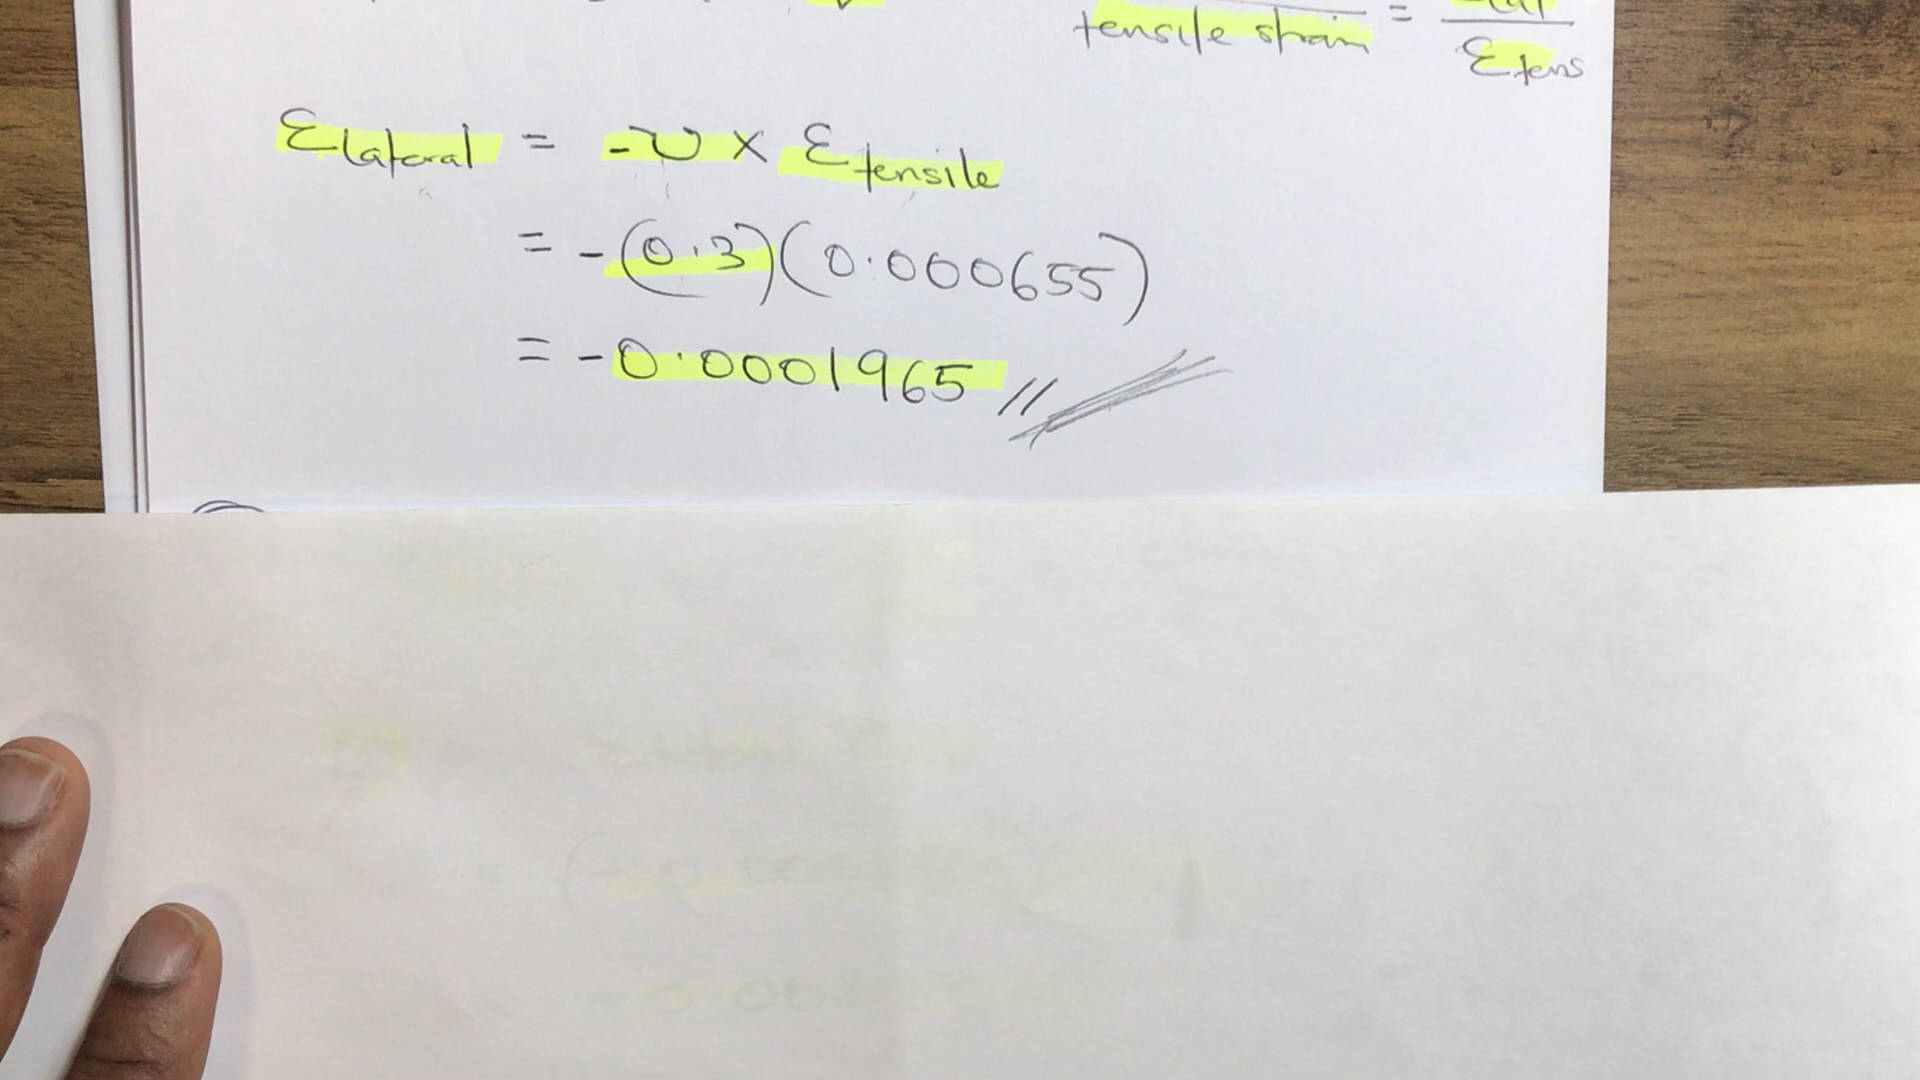 tensile strain = / ε tens
ε lateral = -υ × ε tensile
= -(0.3)(0.000655)
= -0.0001965 //